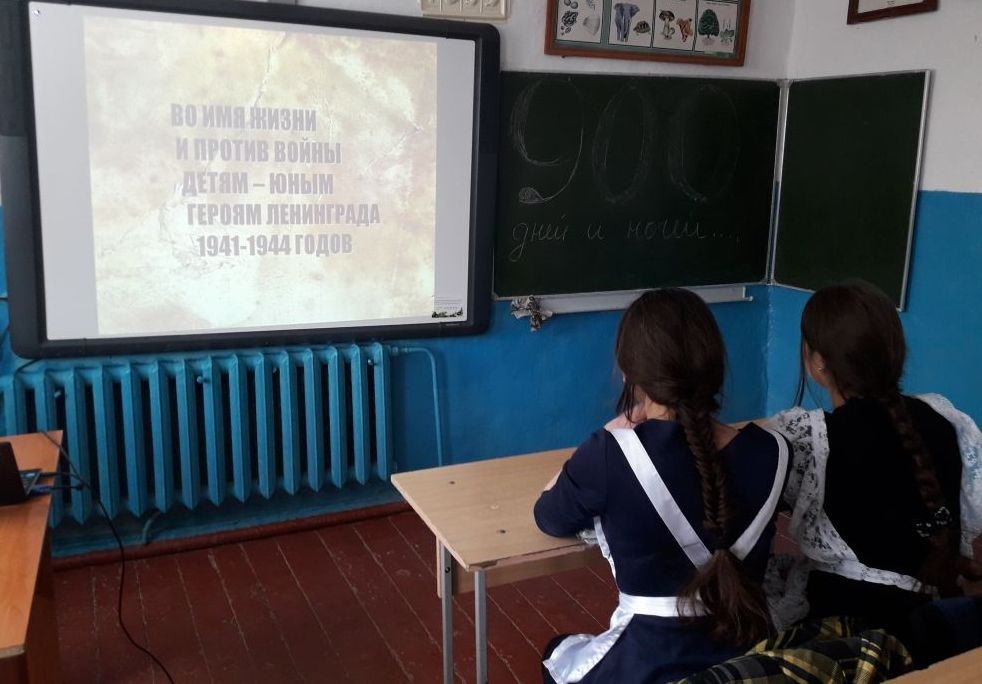 ВО ИМЯ ЖИЗНИ
И ПРОТИВ ВОЙНЫ
ДЕТЯМ – ЮНЫМ
ГЕРОЯМ ЛЕНИНГРАДА
1941-1944 ГОДОВ
900
дней и ночей....